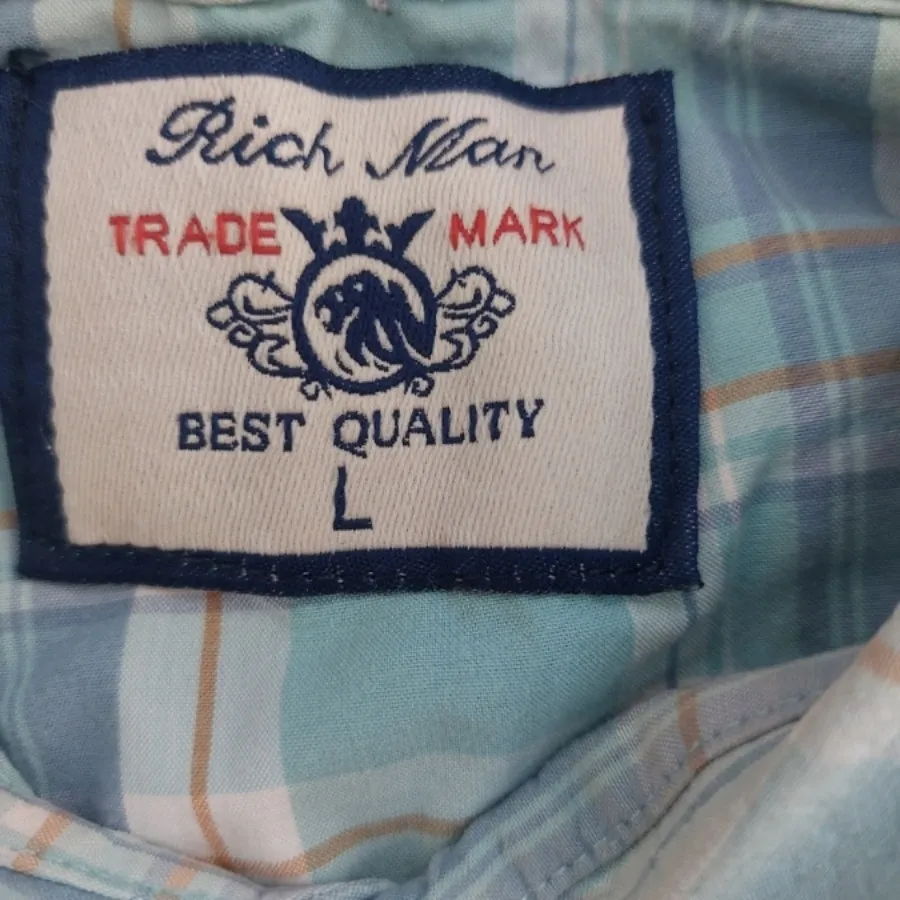 Rich Man
TRADE MARK
BEST QUALITY
L